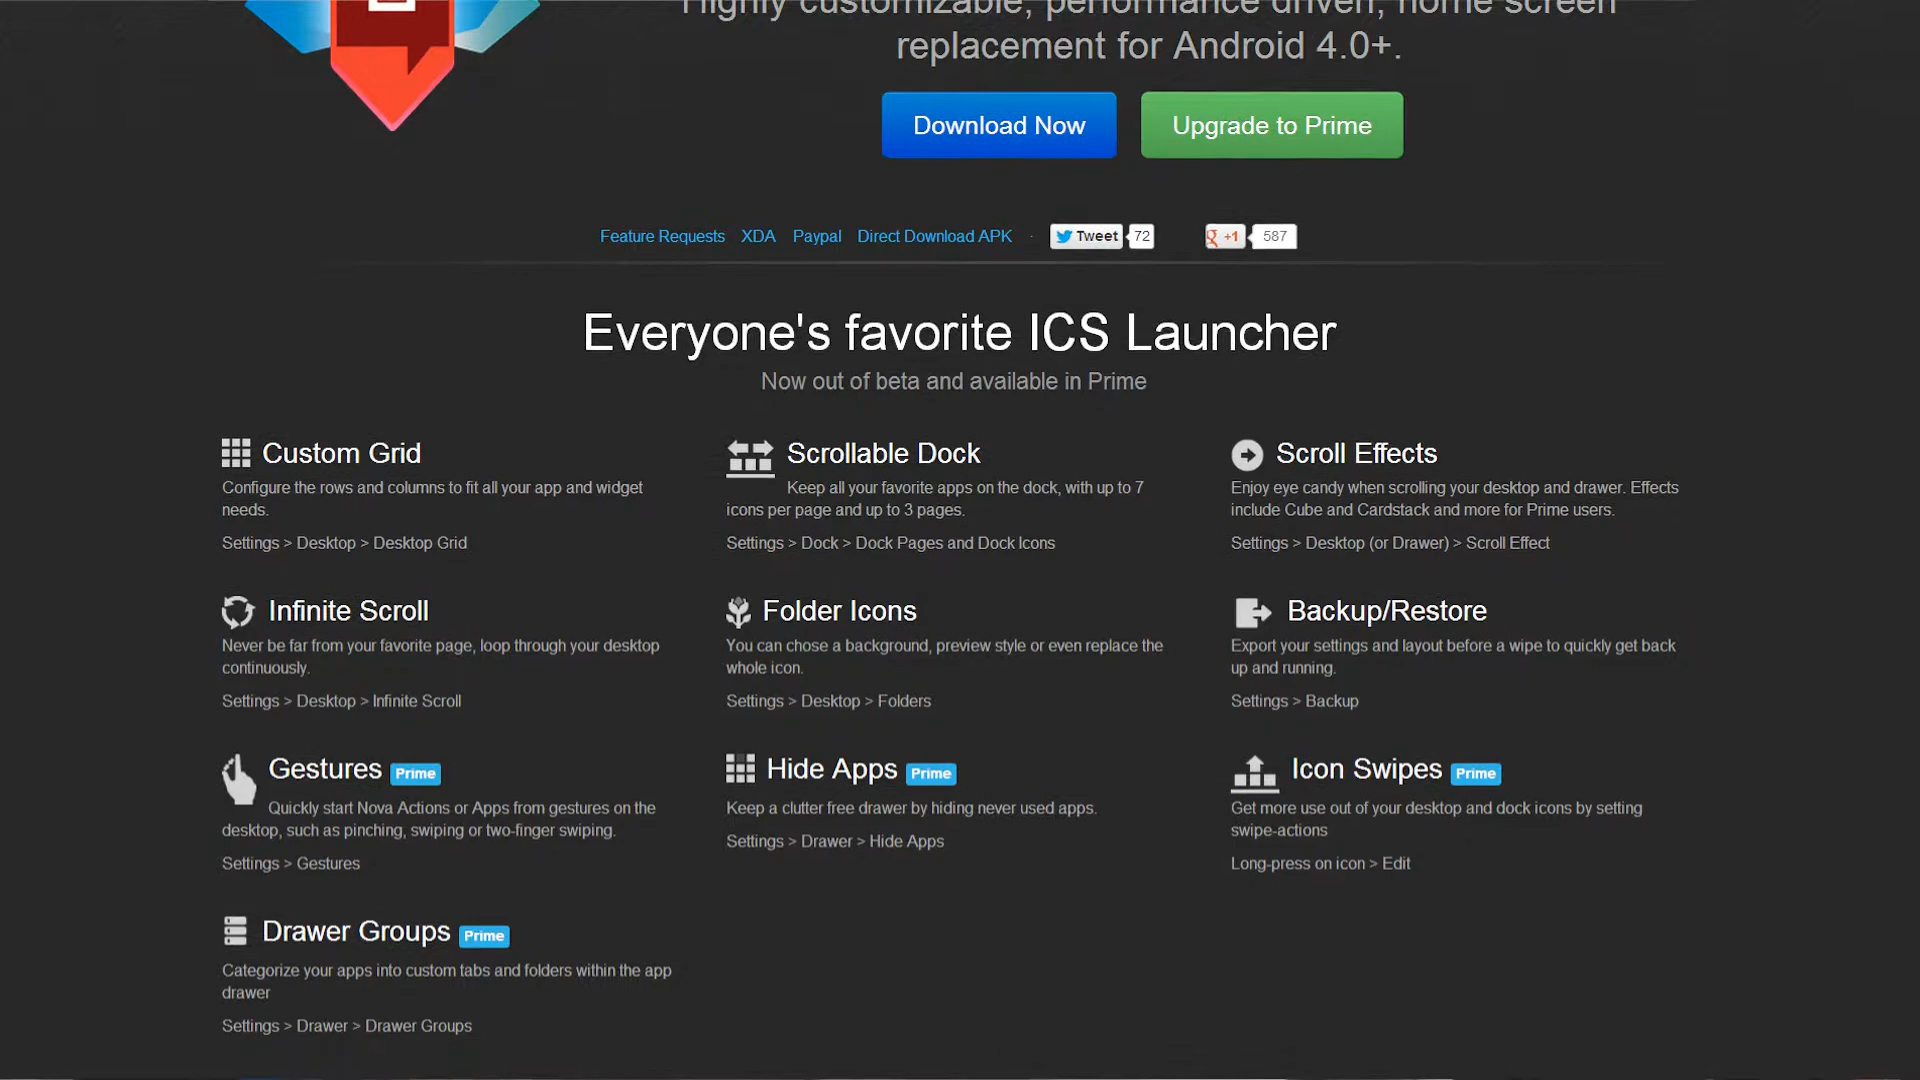 Highly customizable, performance driven, home screen
replacement for Android 4.0+.
Download Now
Upgrade to Prime
Feature Requests XDA Paypal Direct Download APK · Tweet 72 +1 587
Everyone's favorite ICS Launcher
Now out of beta and available in Prime
Custom Grid
Configure the rows and columns to fit all your app and widget
needs.
Settings > Desktop > Desktop Grid
Scrollable Dock
Keep all your favorite apps on the dock, with up to 7
icons per page and up to 3 pages.
Settings > Dock > Dock Pages and Dock Icons
Scroll Effects
Enjoy eye candy when scrolling your desktop and drawer. Effects
include Cube and Cardstack and more for Prime users.
Settings > Desktop (or Drawer) > Scroll Effect
Infinite Scroll
Never be far from your favorite page, loop through your desktop
continuously.
Settings > Desktop > Infinite Scroll
Folder Icons
You can chose a background, preview style or even replace the
whole icon.
Settings > Desktop > Folders
Backup/Restore
Export your settings and layout before a wipe to quickly get back
up and running.
Settings > Backup
Gestures Prime
Quickly start Nova Actions or Apps from gestures on the
desktop, such as pinching, swiping or two-finger swiping.
Settings > Gestures
Hide Apps Prime
Keep a clutter free drawer by hiding never used apps.
Settings > Drawer > Hide Apps
Icon Swipes Prime
Get more use out of your desktop and dock icons by setting
swipe-actions
Long-press on icon > Edit
Drawer Groups Prime
Categorize your apps into custom tabs and folders within the app
drawer
Settings > Drawer > Drawer Groups